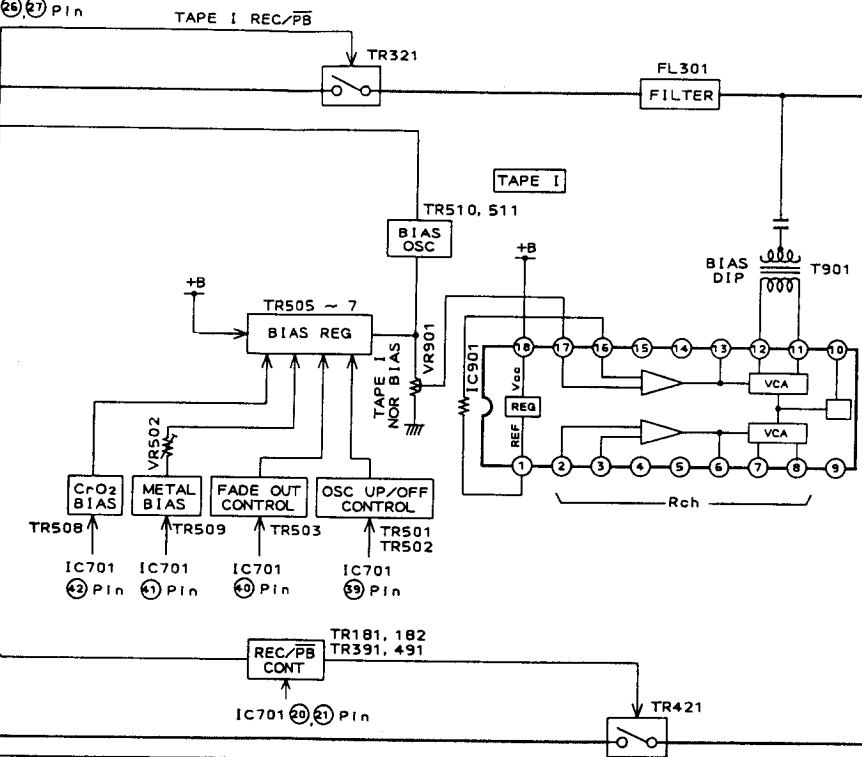 26, 27 Pin
TAPE I REC/P̅B̅
TR321
FL301
FILTER
TAPE I
TR510, 511
BIAS
OSC
+B
BIAS
DIP
T901
+B
TR505 ~ 7
BIAS REG
TAPE I
NOR BIAS
VR901
IC901
18 17 16 15 14 13 12 11 10
Vcc
REG
REF
VCA
VCA
1 2 3 4 5 6 7 8 9
Rch
VR502
CrO2
BIAS
METAL
BIAS
FADE OUT
CONTROL
OSC UP/OFF
CONTROL
TR508
TR509
TR503
TR501
TR502
IC701
42 Pin
IC701
41 Pin
IC701
40 Pin
IC701
39 Pin
REC/P̅B̅
CONT
TR181, 182
TR391, 491
IC701 20, 21 Pin
TR421